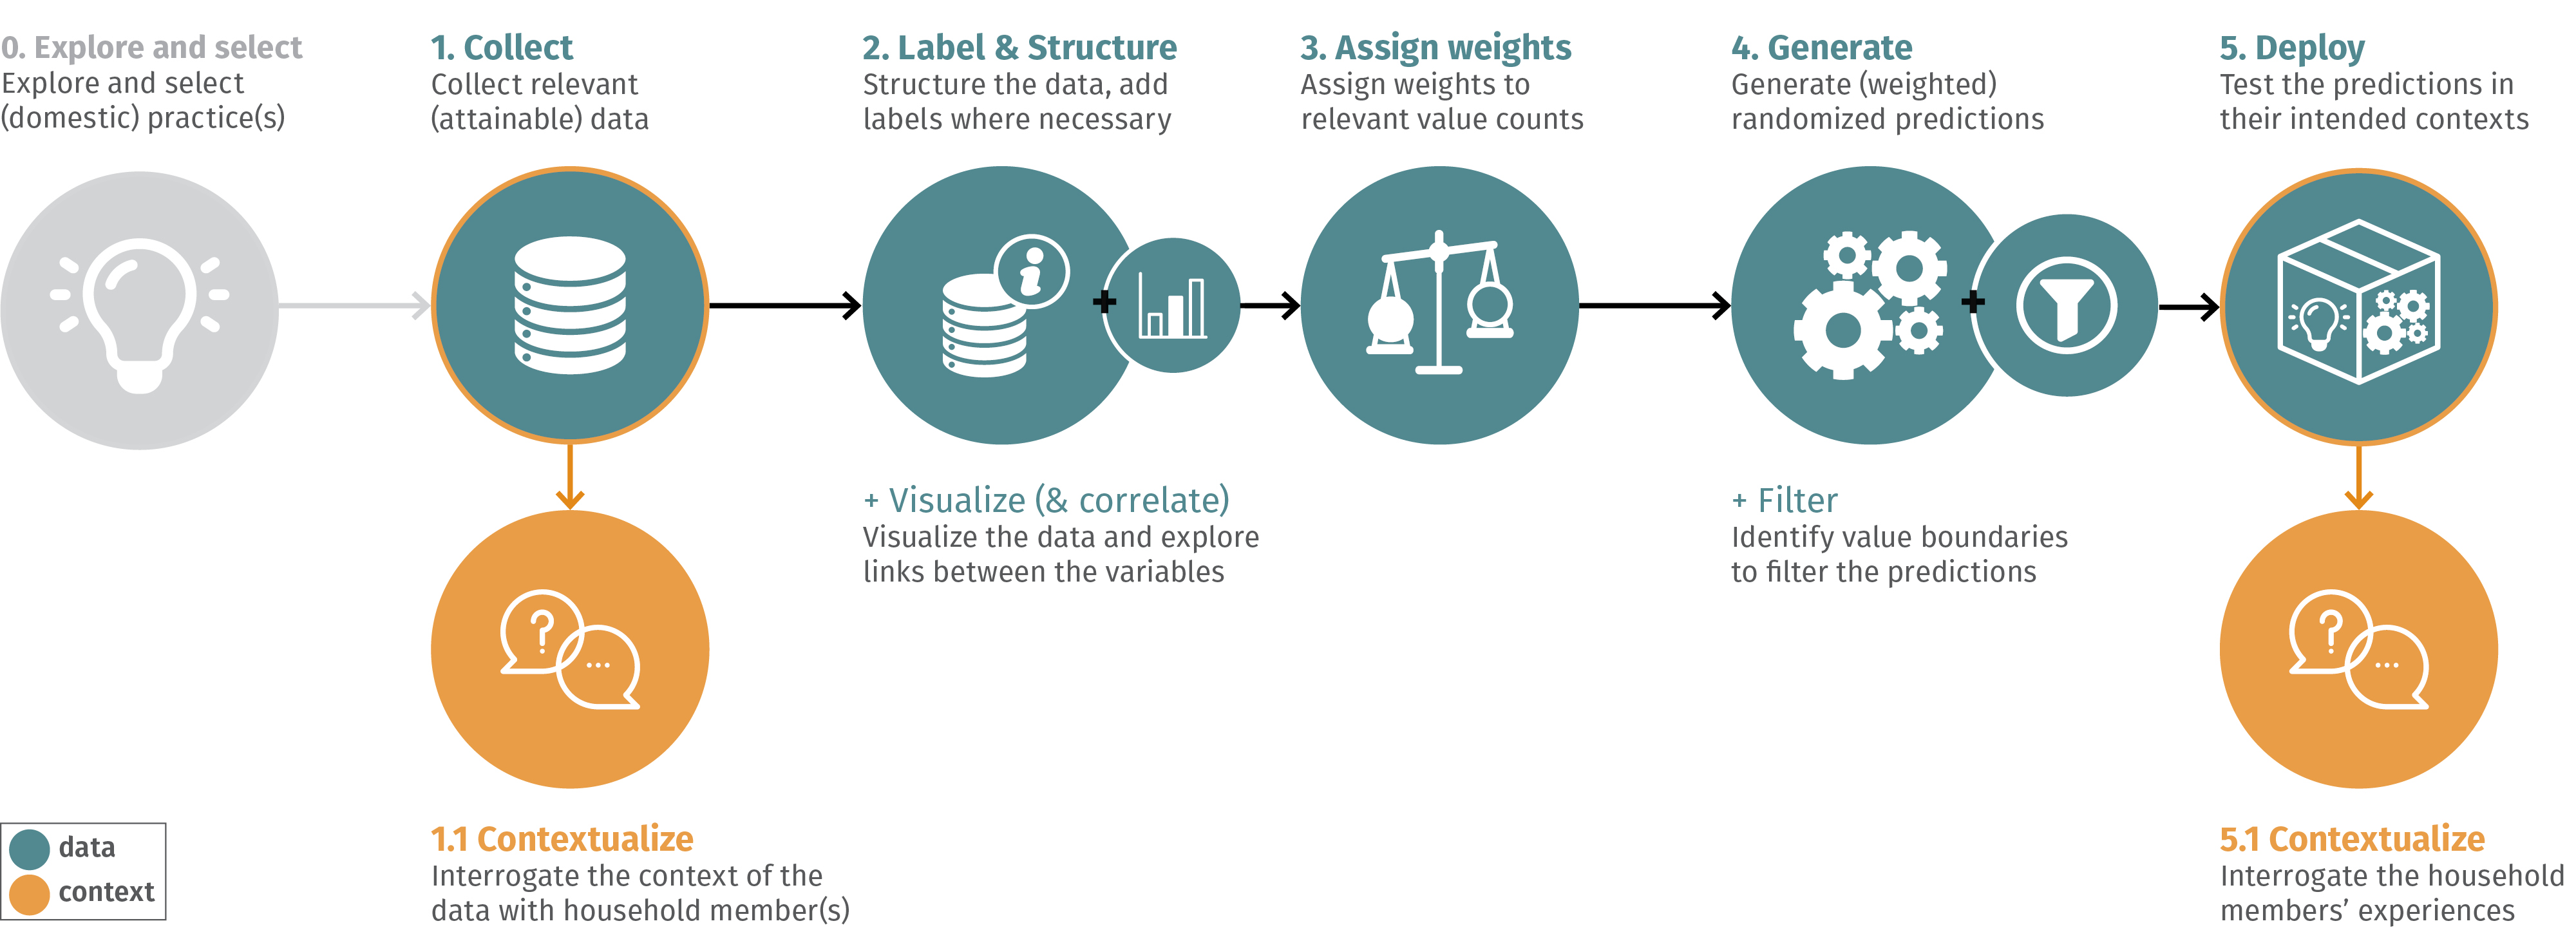 0. Explore and select
Explore and select
(domestic) practice(s)
1. Collect
Collect relevant
(attainable) data
2. Label & Structure
Structure the data, add
labels where necessary
3. Assign weights
Assign weights to
relevant value counts
4. Generate
Generate (weighted)
randomized predictions
5. Deploy
Test the predictions in
their intended contexts
+ Visualize (& correlate)
Visualize the data and explore
links between the variables
+ Filter
Identify value boundaries
to filter the predictions
data
context
1.1 Contextualize
Interrogate the context of the
data with household member(s)
5.1 Contextualize
Interrogate the household
members’ experiences